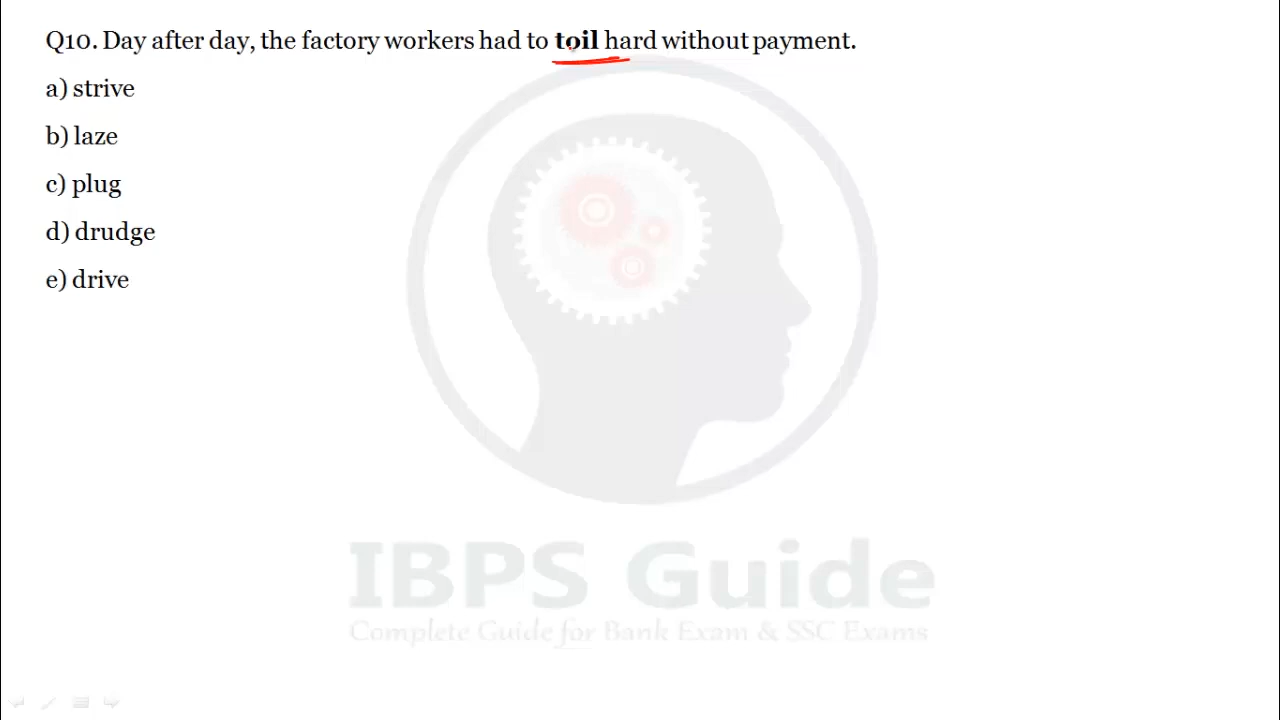 Q10. Day after day, the factory workers had to toil hard without payment.
a) strive
b) laze
c) plug
d) drudge
e) drive
IBPS Guide
Complete Guide for Bank Exam & SSC Exams